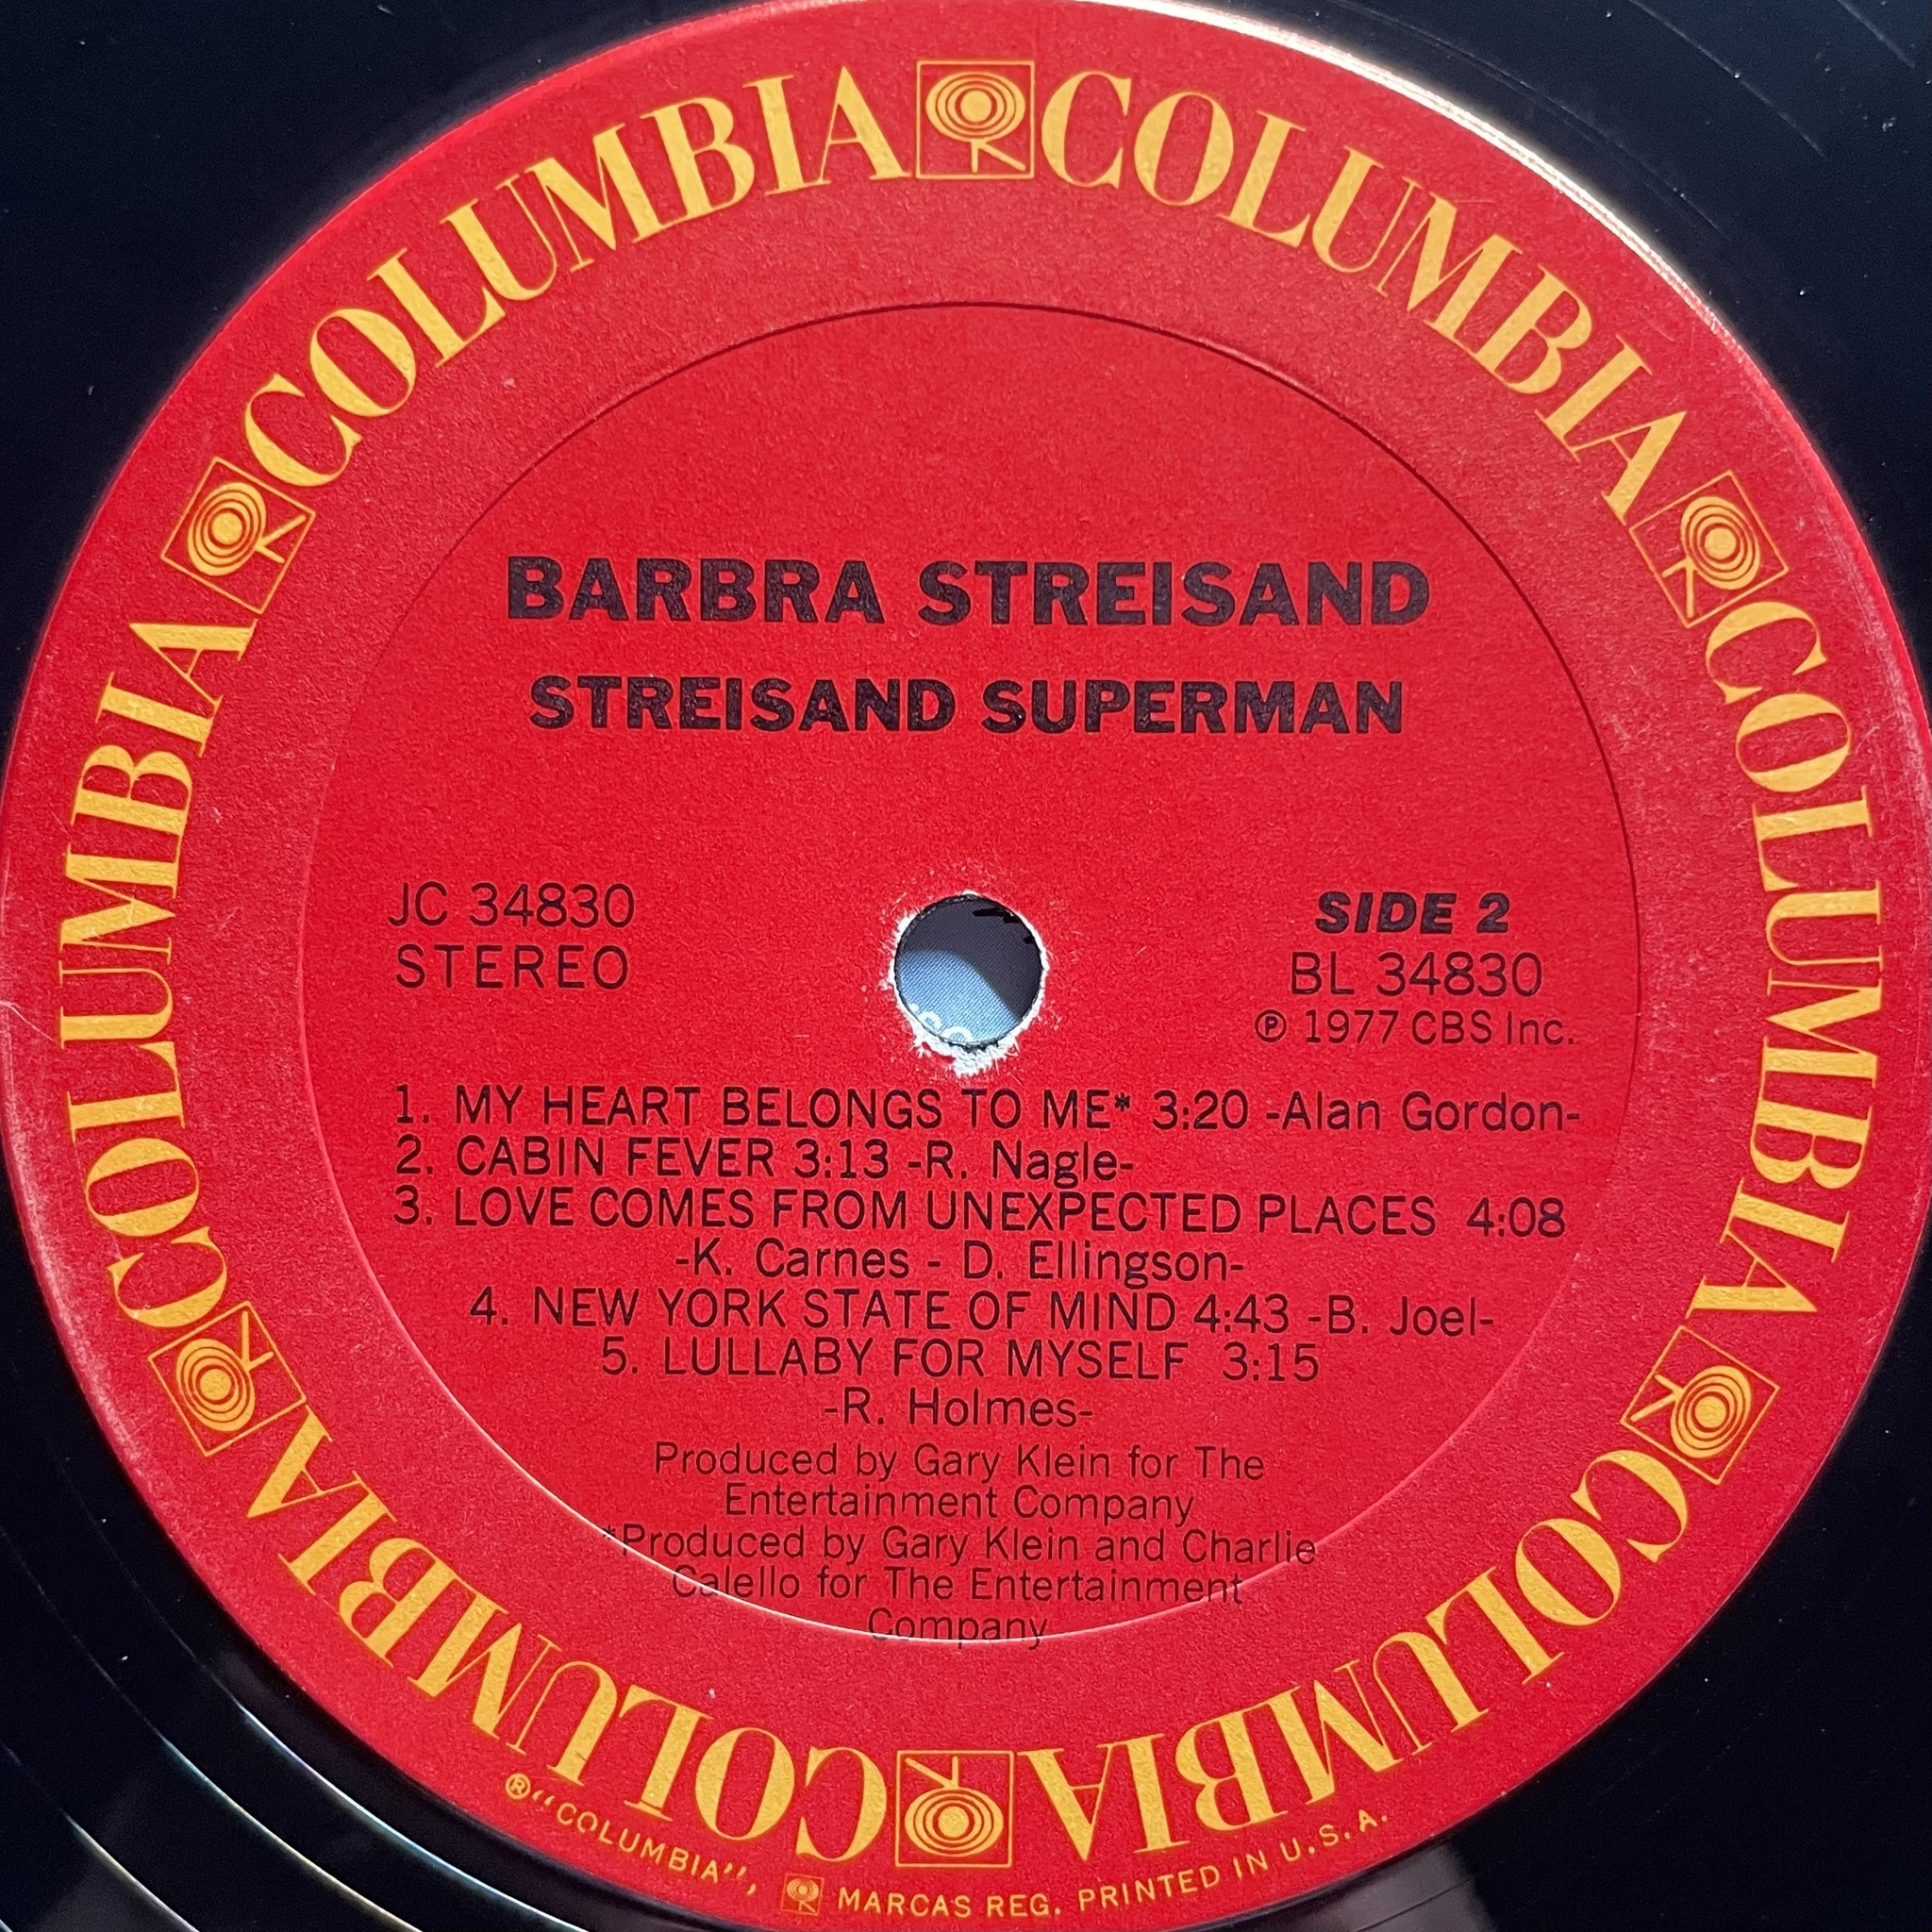 COLUMBIA COLUMBIA COLUMBIA COLUMBIA COLUMBIA COLUMBIA
BARBRA STREISAND
STREISAND SUPERMAN
JC 34830
STEREO
SIDE 2
BL 34830
℗ 1977 CBS Inc.
1. MY HEART BELONGS TO ME* 3:20 -Alan Gordon-
2. CABIN FEVER 3:13 -R. Nagle-
3. LOVE COMES FROM UNEXPECTED PLACES 4:08
-K. Carnes - D. Ellingson-
4. NEW YORK STATE OF MIND 4:43 -B. Joel-
5. LULLABY FOR MYSELF 3:15
-R. Holmes-
Produced by Gary Klein for The
Entertainment Company
*Produced by Gary Klein and Charlie
Calello for The Entertainment
Company
®"COLUMBIA", MARCAS REG. PRINTED IN U.S.A.